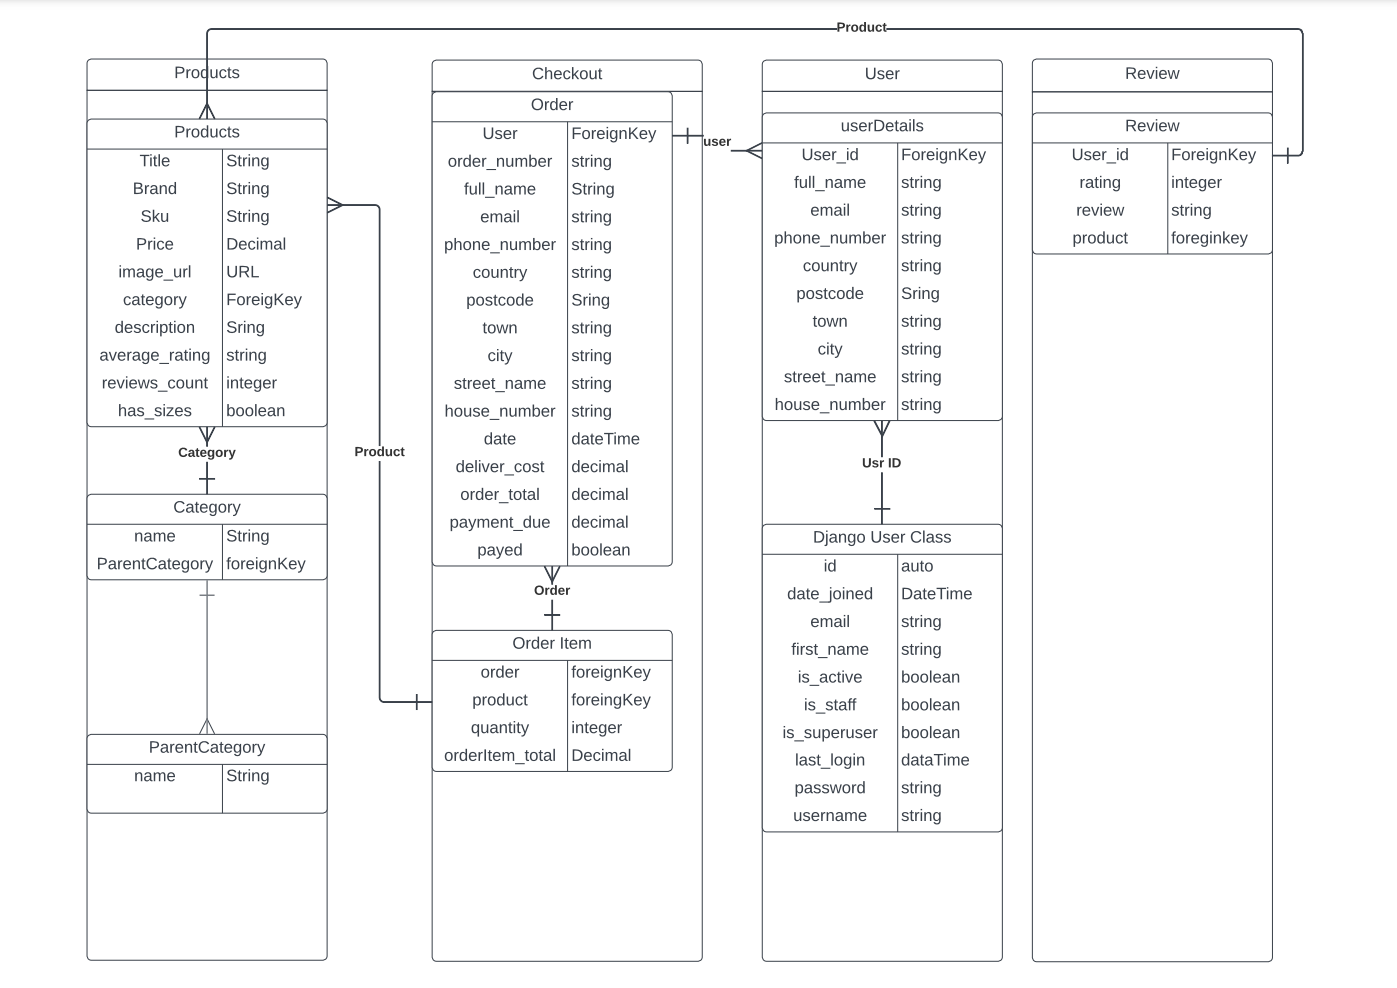 Product
Products
Products
Title String
Brand String
Sku String
Price Decimal
image_url URL
category ForeigKey
description Sring
average_rating string
reviews_count integer
has_sizes boolean
Category
Category
name String
ParentCategory foreignKey
ParentCategory
name String
Product
Checkout
Order
User ForeignKey
order_number string
full_name String
email string
phone_number string
country string
postcode Sring
town string
city string
street_name string
house_number string
date dateTime
deliver_cost decimal
order_total decimal
payment_due decimal
payed boolean
Order
Order Item
order foreignKey
product foreingKey
quantity integer
orderItem_total Decimal
user
User
userDetails
User_id ForeignKey
full_name string
email string
phone_number string
country string
postcode Sring
town string
city string
street_name string
house_number string
Usr ID
Django User Class
id auto
date_joined DateTime
email string
first_name string
is_active boolean
is_staff boolean
is_superuser boolean
last_login dataTime
password string
username string
Review
Review
User_id ForeignKey
rating integer
review string
product foreginkey